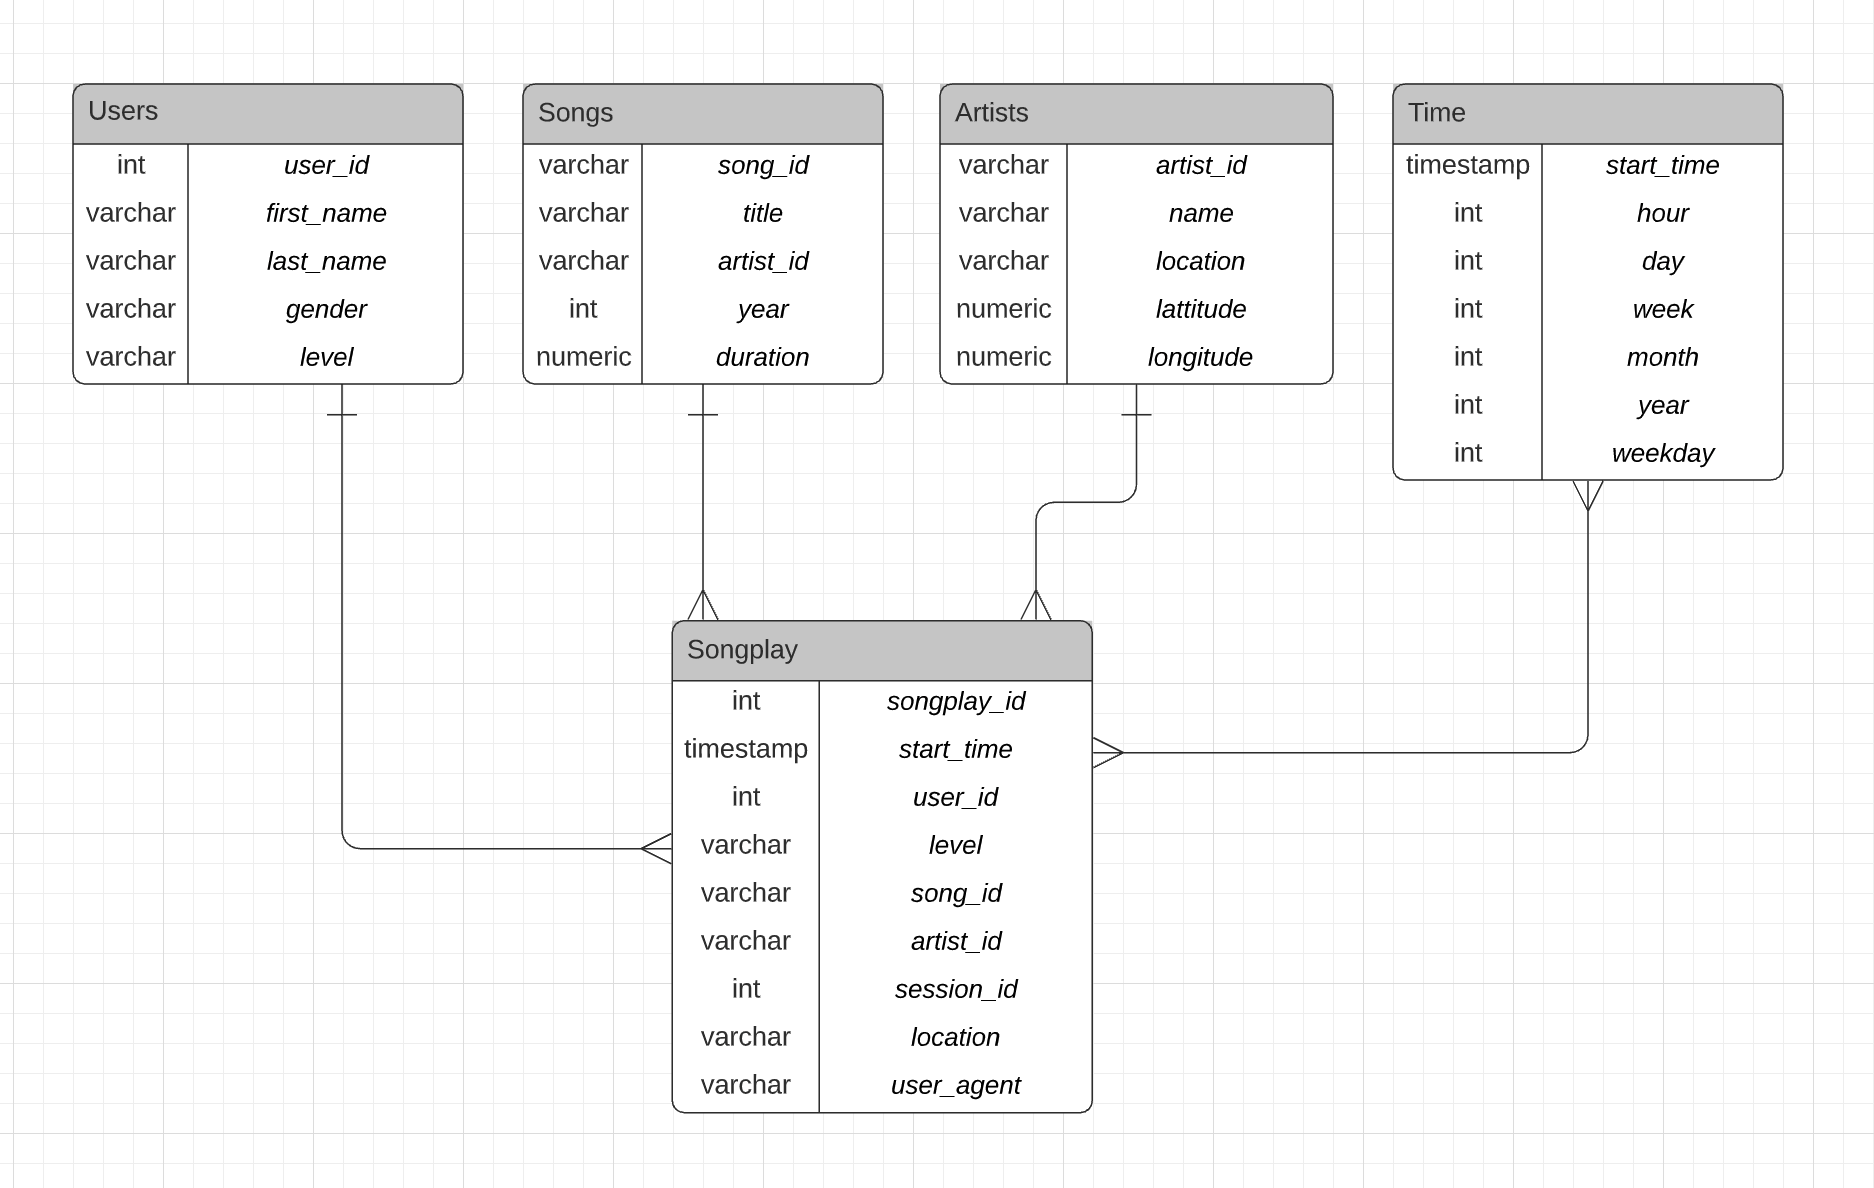 Users
int user_id
varchar first_name
varchar last_name
varchar gender
varchar level
Songs
varchar song_id
varchar title
varchar artist_id
int year
numeric duration
Artists
varchar artist_id
varchar name
varchar location
numeric lattitude
numeric longitude
Time
timestamp start_time
int hour
int day
int week
int month
int year
int weekday
Songplay
int songplay_id
timestamp start_time
int user_id
varchar level
varchar song_id
varchar artist_id
int session_id
varchar location
varchar user_agent